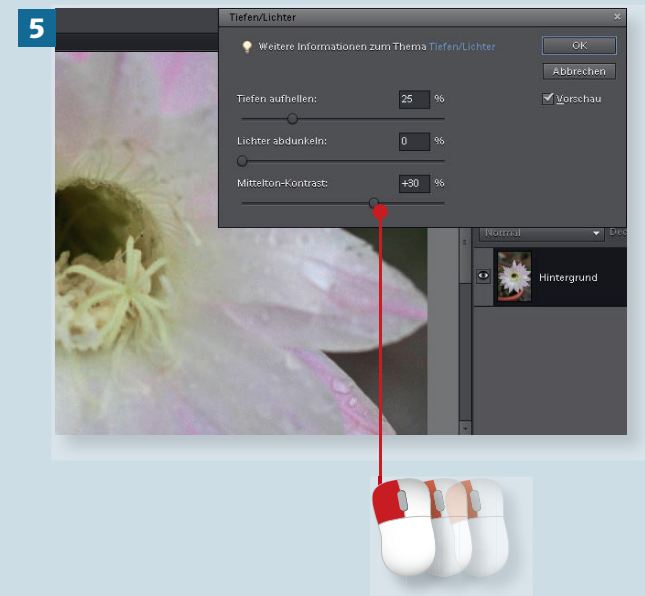 5
Tiefen/Lichter
Weitere Informationen zum Thema Tiefen/Lichter
OK
Abbrechen
Vorschau
Tiefen aufhellen: 25 %
Lichter abdunkeln: 0 %
Mittelton-Kontrast: +30 %
Normal
Hintergrund